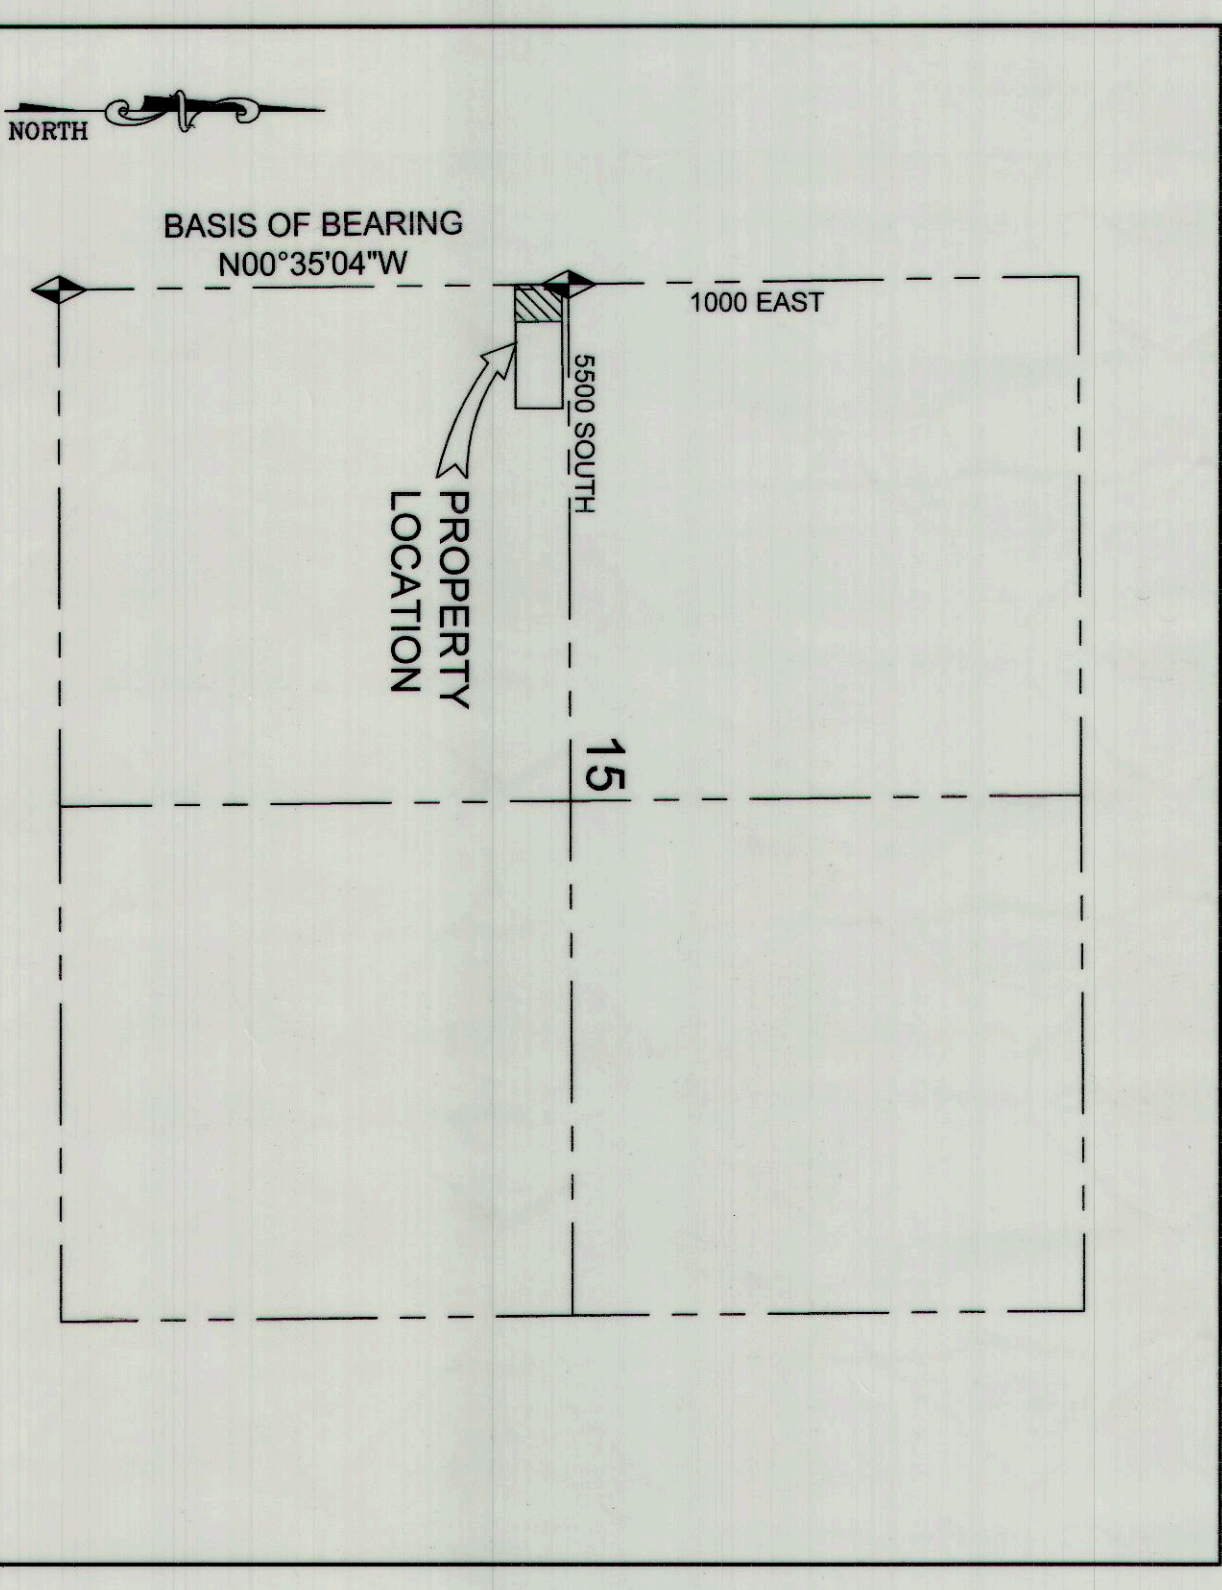 NORTH
BASIS OF BEARING
N00°35'04"W
1000 EAST
5500 SOUTH
PROPERTY
LOCATION
15